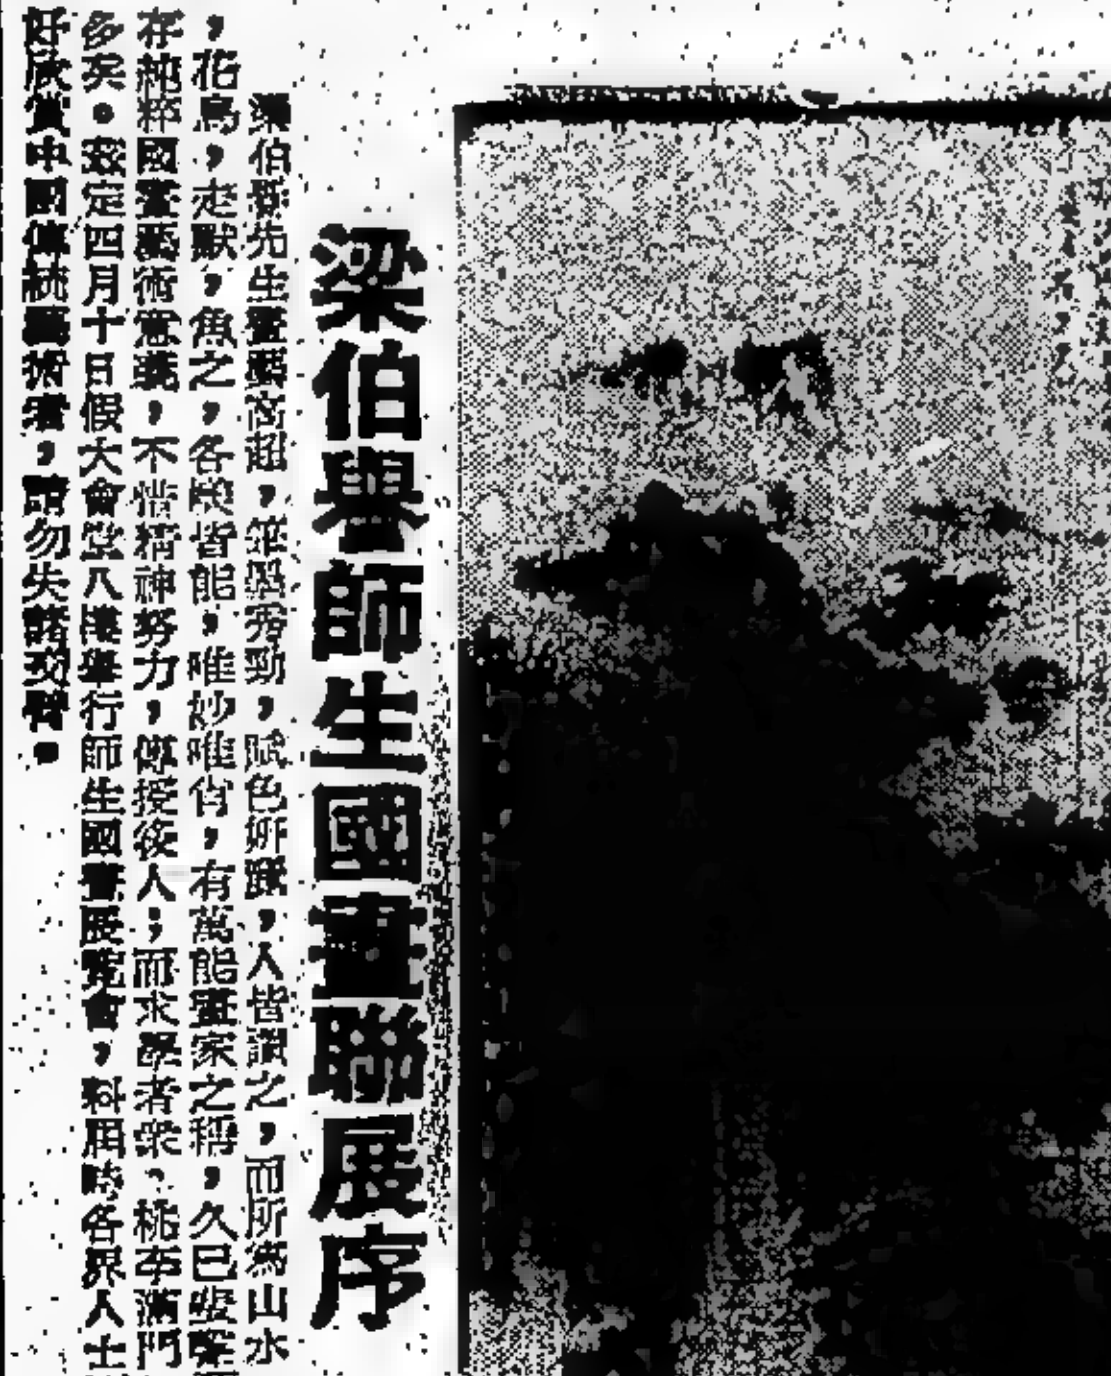 梁伯譽師生國畫聯展序
梁伯譽先生畫藝高超，筆墨秀勁，賦色妍麗，人皆讚之，而所為山水
，花鳥，走獸，魚之，各類皆能，唯妙唯肖，有萬能畫家之稱，久已
存純粹國畫藝術意義，不惜精神努力，傳授後人；而求學者眾、桃李滿門
多矣。茲定四月十日假大會堂八樓舉行師生國畫展覽會，料屆時各界人士
好欣賞中國傳統藝術者，請勿失諸交臂。